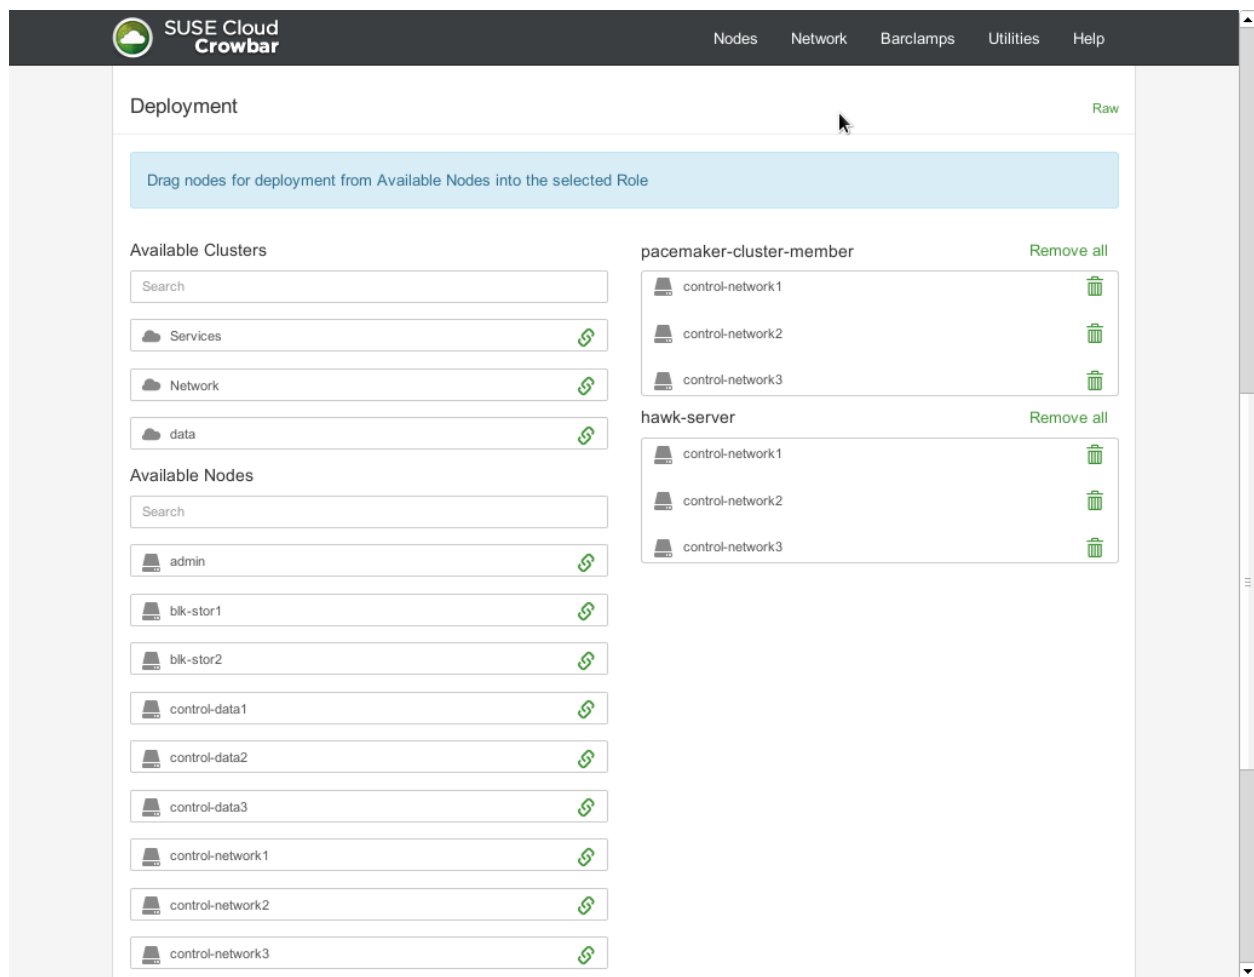 SUSE Cloud
Crowbar
Nodes Network Barclamps Utilities Help
Deployment
Raw
Drag nodes for deployment from Available Nodes into the selected Role
Available Clusters
Search
Services
Network
data
Available Nodes
Search
admin
blk-stor1
blk-stor2
control-data1
control-data2
control-data3
control-network1
control-network2
control-network3
pacemaker-cluster-member Remove all
control-network1
control-network2
control-network3
hawk-server Remove all
control-network1
control-network2
control-network3